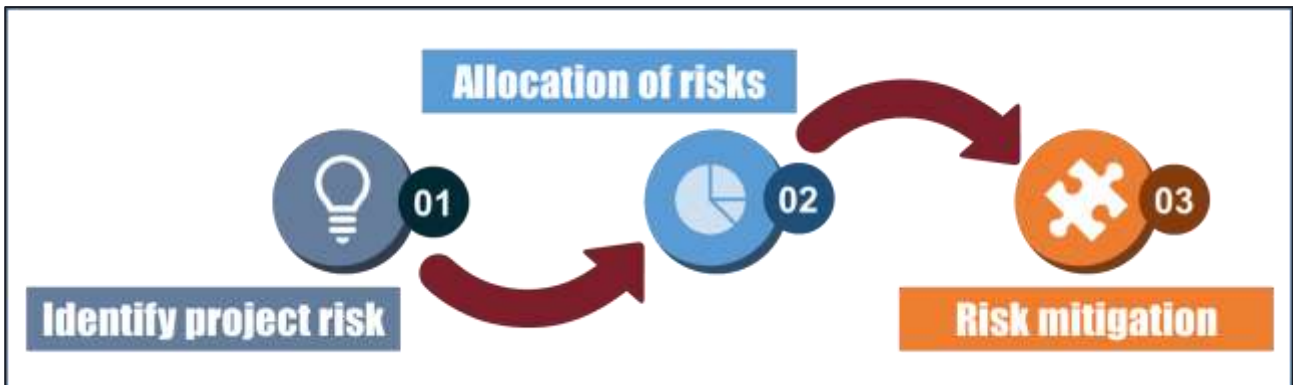 Identify project risk
01
Allocation of risks
02
Risk mitigation
03